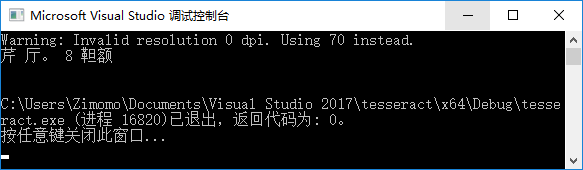 Microsoft Visual Studio 调试控制台
Warning: Invalid resolution 0 dpi. Using 70 instead.
芹 厅。 8 靼额
C:\Users\Zimomo\Documents\Visual Studio 2017\tesseract\x64\Debug\tesse
ract.exe (进程 16820)已退出，返回代码为: 0。
按任意键关闭此窗口...